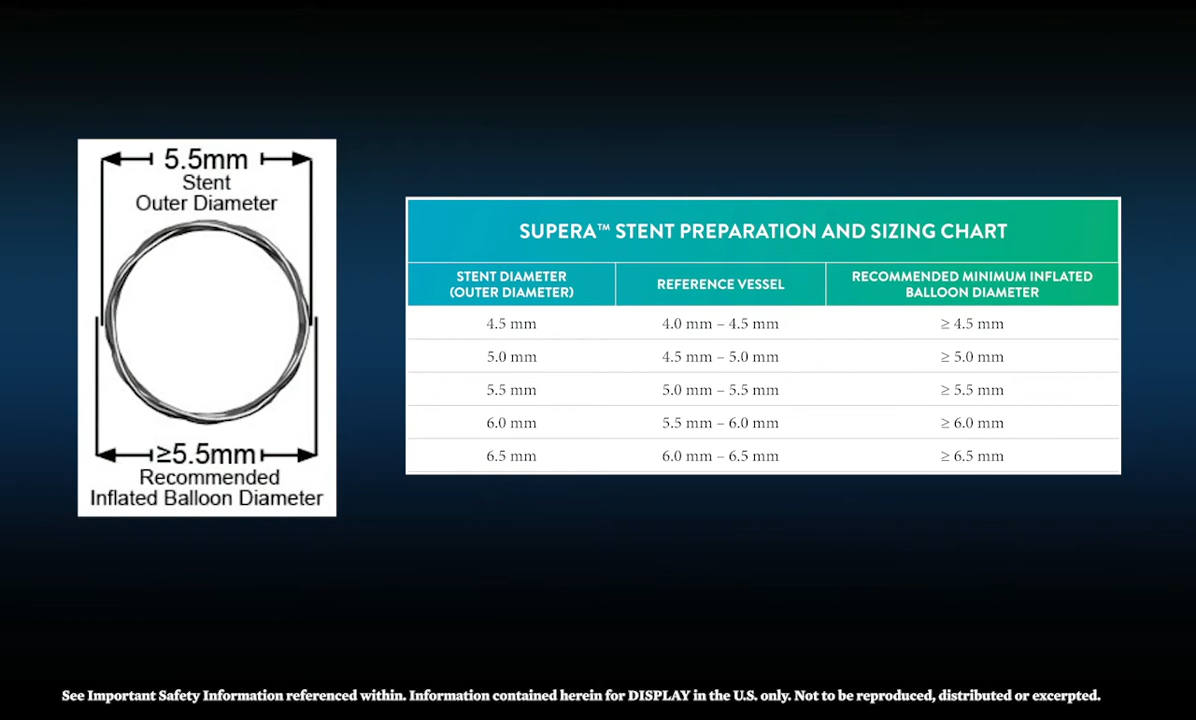 5.5mm
Stent
Outer Diameter
≥5.5mm
Recommended
Inflated Balloon Diameter
SUPERA™ STENT PREPARATION AND SIZING CHART
STENT DIAMETER
(OUTER DIAMETER)
REFERENCE VESSEL
RECOMMENDED MINIMUM INFLATED
BALLOON DIAMETER
4.5 mm 4.0 mm – 4.5 mm ≥ 4.5 mm
5.0 mm 4.5 mm – 5.0 mm ≥ 5.0 mm
5.5 mm 5.0 mm – 5.5 mm ≥ 5.5 mm
6.0 mm 5.5 mm – 6.0 mm ≥ 6.0 mm
6.5 mm 6.0 mm – 6.5 mm ≥ 6.5 mm
See Important Safety Information referenced within. Information contained herein for DISPLAY in the U.S. only. Not to be reproduced, distributed or excerpted.